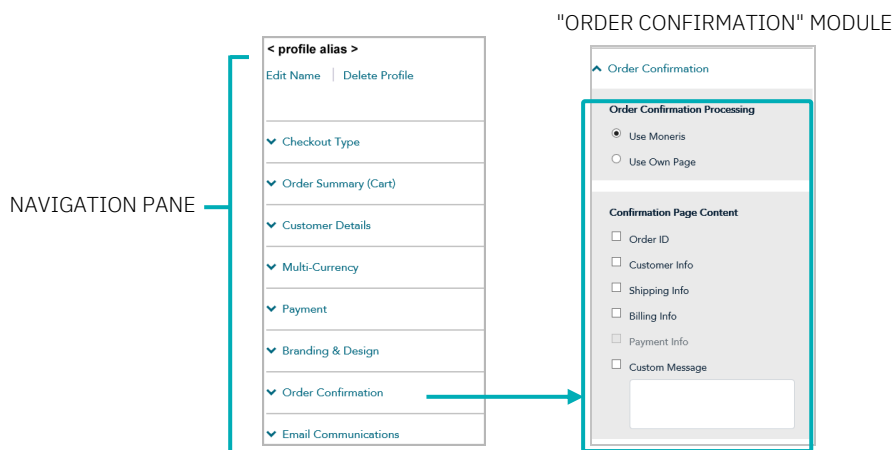 "ORDER CONFIRMATION" MODULE
< profile alias >
Edit Name Delete Profile
Checkout Type
Order Summary (Cart)
Customer Details
Multi-Currency
Payment
Branding & Design
Order Confirmation
Email Communications
NAVIGATION PANE
Order Confirmation
Order Confirmation Processing
Use Moneris
Use Own Page
Confirmation Page Content
Order ID
Customer Info
Shipping Info
Billing Info
Payment Info
Custom Message